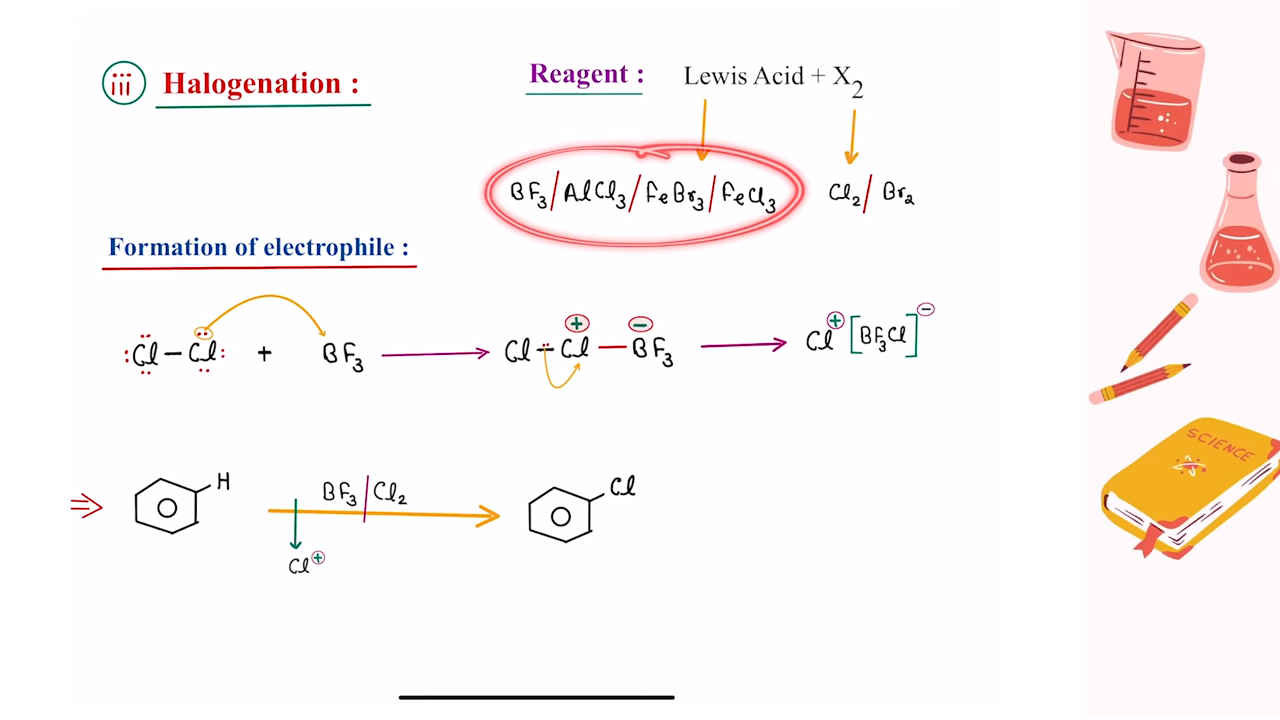 iii Halogenation :
Reagent : Lewis Acid + X2
BF3/AlCl3/FeBr3/FeCl3 Cl2/Br2
Formation of electrophile :
:Cl–Cl: + BF3 → Cl–Cl⊕–BF3⊖ → Cl⊕ [BF3Cl]⊖
⇒ H BF3/Cl2 Cl
Cl⊕
SCIENCE